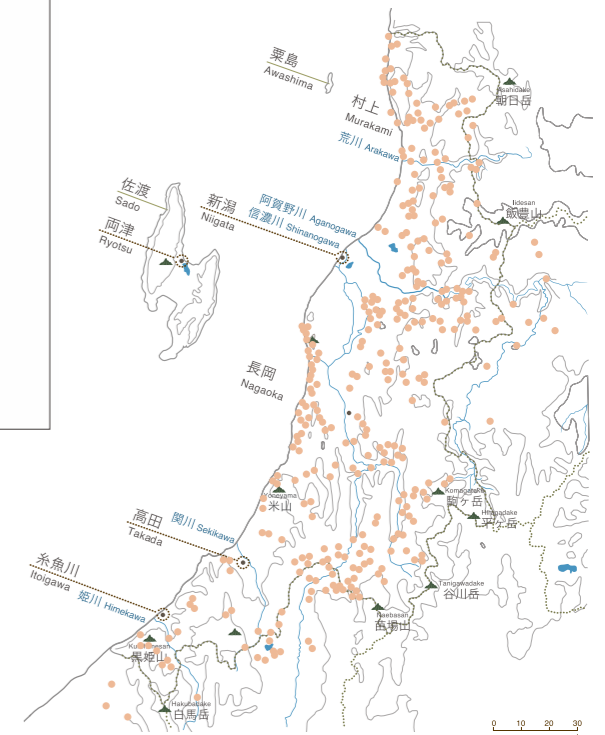 粟島
Awashima
村上
Murakami
荒川 Arakawa
Asahidake
朝日岳
佐渡
Sado
両津
Ryotsu
新潟
Niigata
阿賀野川 Aganogawa
信濃川 Shinanogawa
Iidesan
飯豊山
長岡
Nagaoka
Yoneyama
米山
Komagatake
駒ヶ岳
Hiragadake
平ヶ岳
高田
Takada
関川 Sekikawa
糸魚川
Itoigawa
姫川 Himekawa
Tanigawadake
谷川岳
Naebasan
苗場山
Kurohimesan
黒姫山
Hakubadake
白馬岳
0 10 20 30